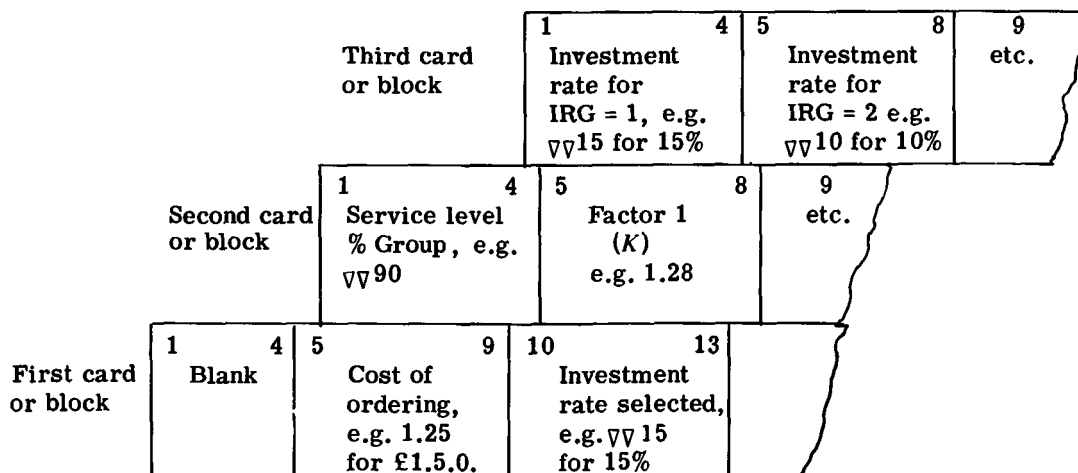 Third card
or block
1 4
Investment
rate for
IRG = 1, e.g.
▽▽15 for 15%
5 8
Investment
rate for
IRG = 2 e.g.
▽▽10 for 10%
9
etc.
Second card
or block
1 4
Service level
% Group, e.g.
▽▽90
5 8
Factor 1
(K)
e.g. 1.28
9
etc.
First card
or block
1 4
Blank
5 9
Cost of
ordering,
e.g. 1.25
for £1.5.0.
10 13
Investment
rate selected,
e.g. ▽▽ 15
for 15%